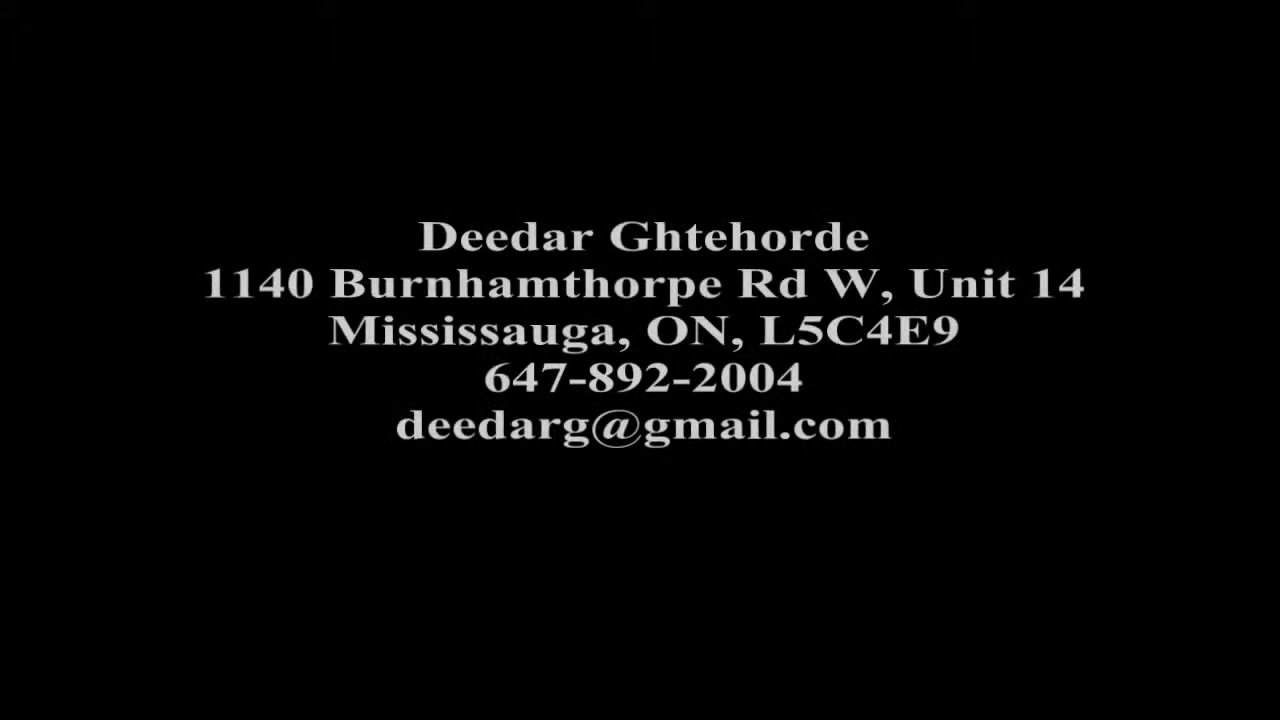 Deedar Ghtehorde
1140 Burnhamthorpe Rd W, Unit 14
Mississauga, ON, L5C4E9
647-892-2004
deedarg@gmail.com